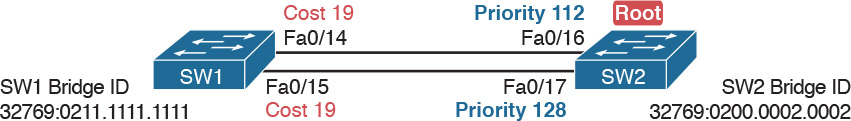 Cost 19
Priority 112
Root
Fa0/14
Fa0/16
SW1
SW2
SW1 Bridge ID
Fa0/15
Fa0/17
SW2 Bridge ID
32769:0211.1111.1111
Cost 19
Priority 128
32769:0200.0002.0002